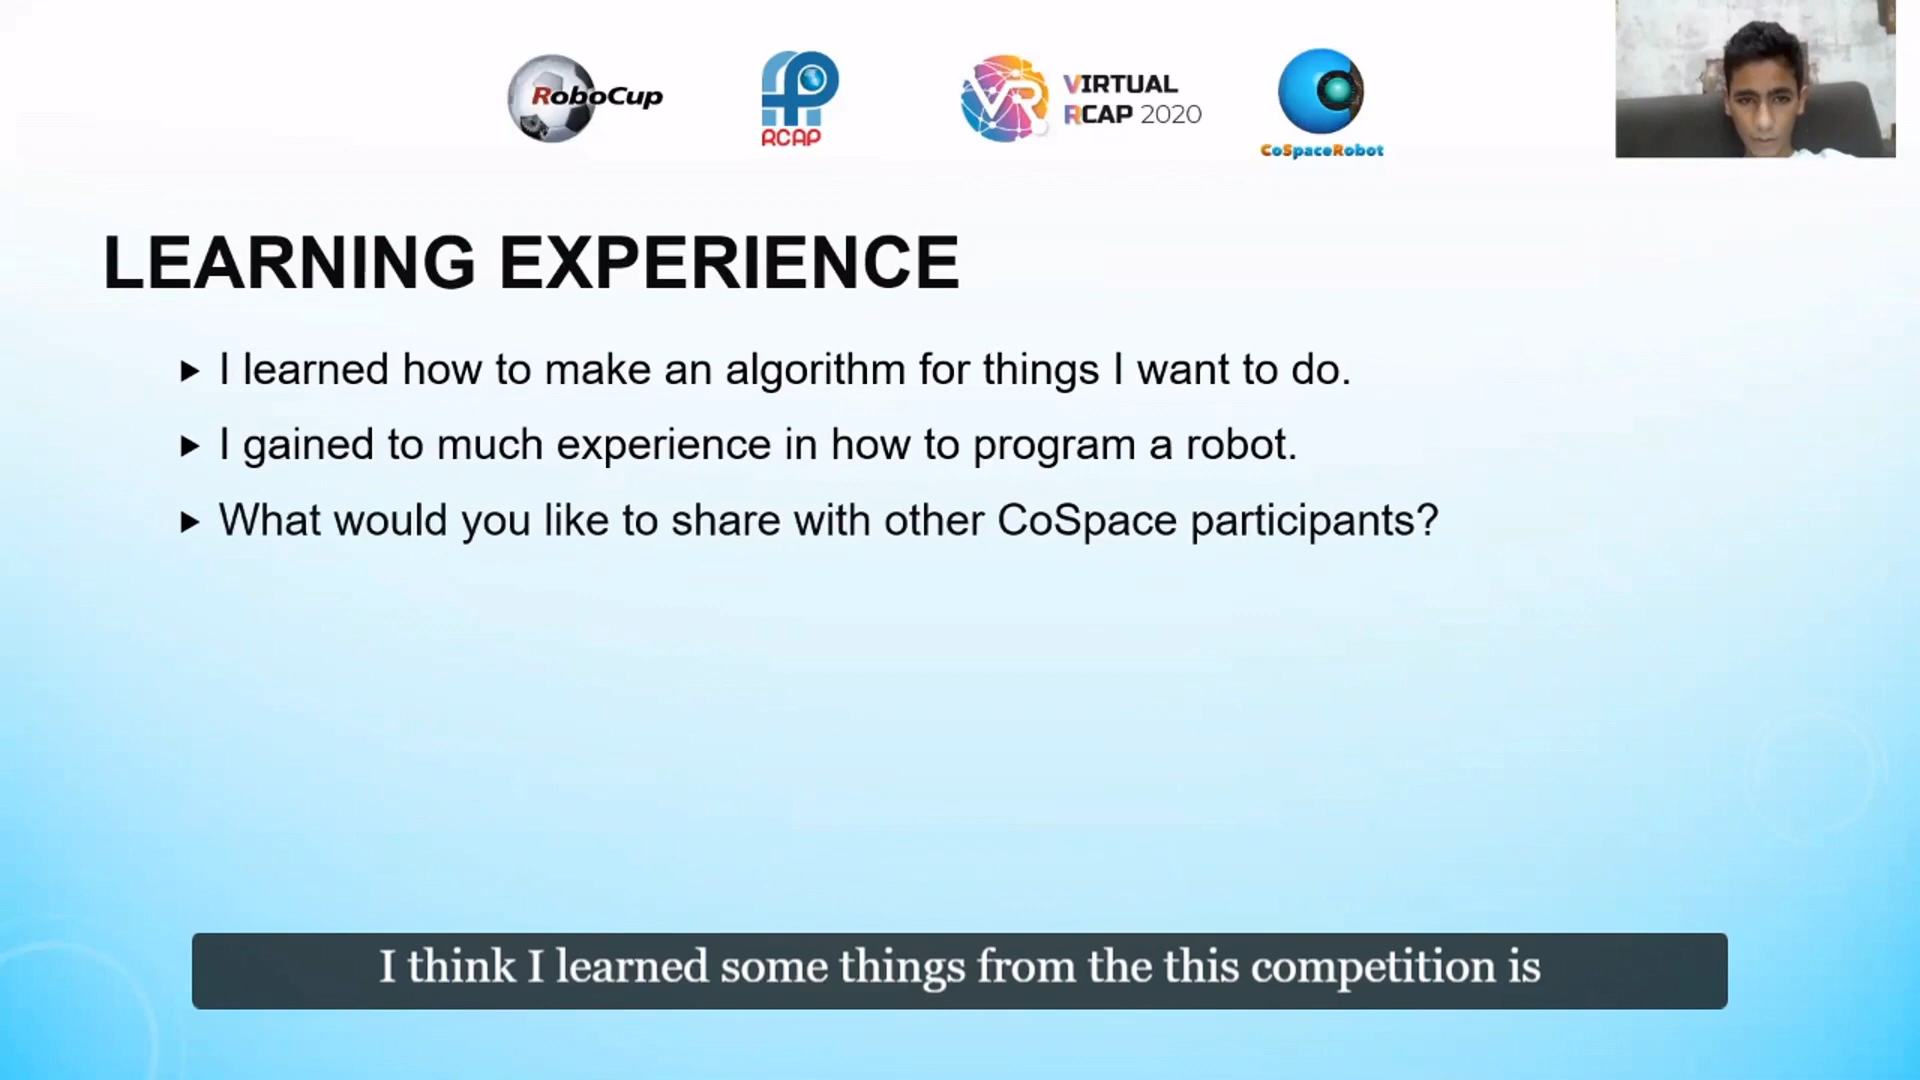 RoboCup
RCAP
VR
VIRTUAL
RCAP 2020
CoSpaceRobot
LEARNING EXPERIENCE
I learned how to make an algorithm for things I want to do.
I gained to much experience in how to program a robot.
What would you like to share with other CoSpace participants?
I think I learned some things from the this competition is